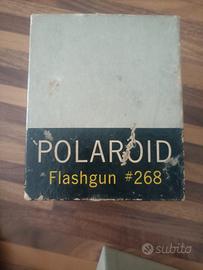 POLAROID
Flashgun #268
subito